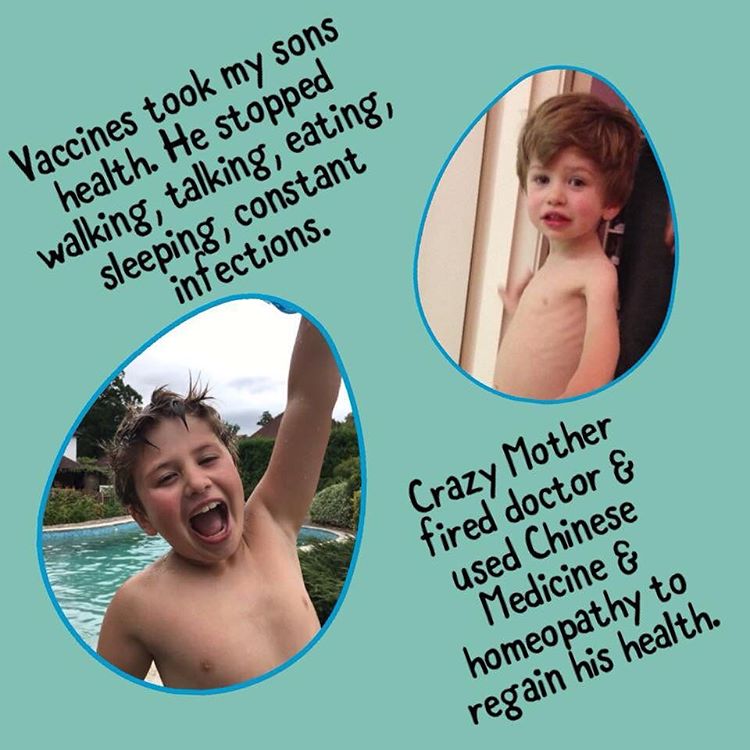 Vaccines took my sons
health. He stopped
walking, talking, eating,
sleeping, constant
infections.
Crazy Mother
fired doctor &
used Chinese
Medicine &
homeopathy to
regain his health.